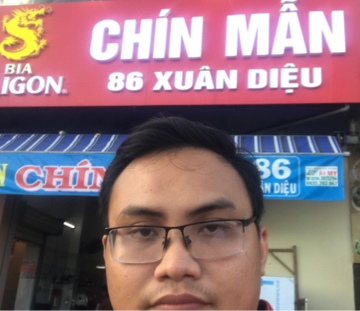 CHÍN MẪN
BIA
IGON
86 XUÂN DIỆU
CHÍN
86
XUÂN DIỆU